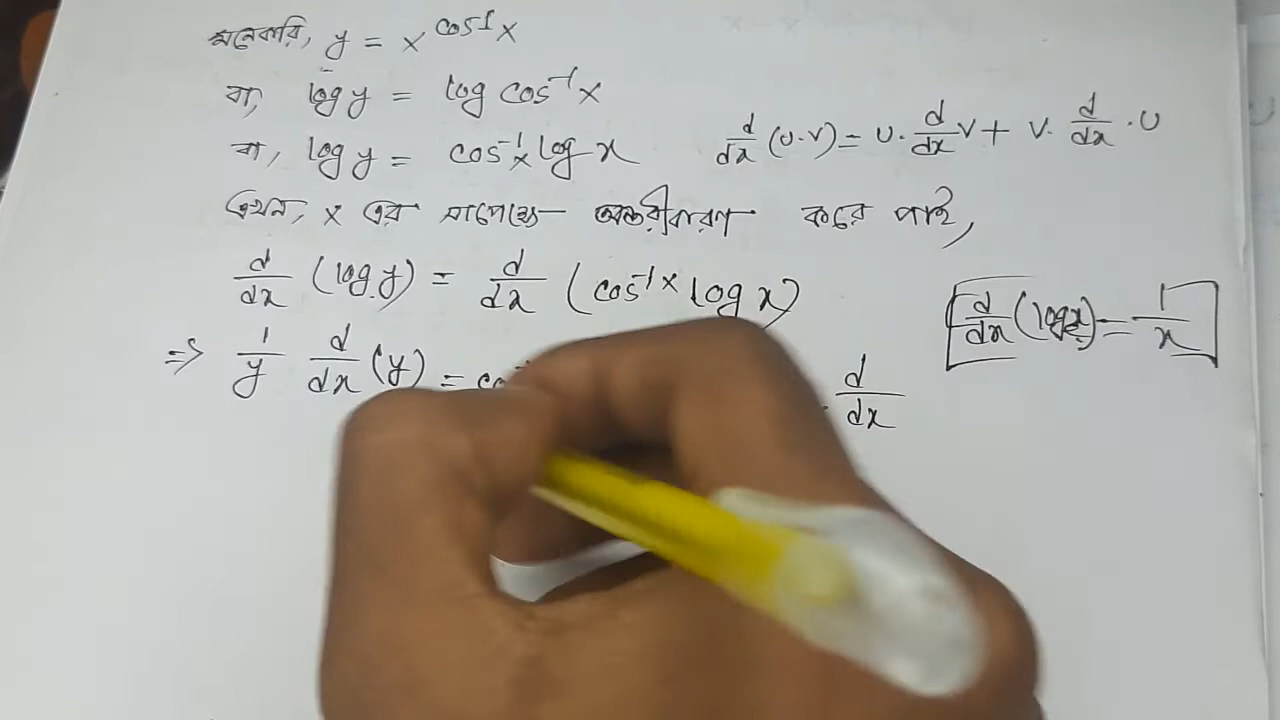 মনেকরি, y = x^cos⁻¹x
বা, log y = log cos⁻¹x
বা, log y = cos⁻¹x log x
d/dx (u.v) = u. d/dx v + v. d/dx . u
এখন, x এর সাপেক্ষে অন্তরীকরণ করে পাই,
d/dx (log y) = d/dx (cos⁻¹x log x)
d/dx (log x) = 1/x
⇒ 1/y d/dx (y) = . d/dx